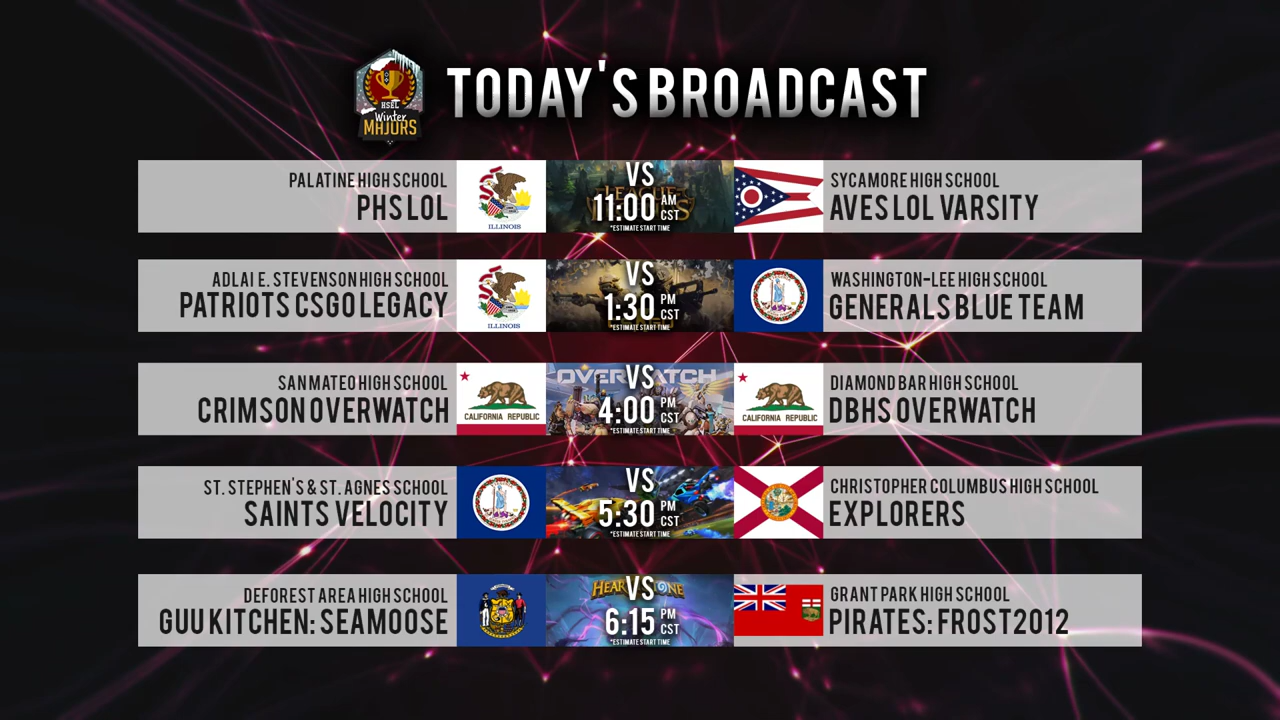 HSEL
Winter
MAJORS
TODAY'S BROADCAST
PALATINE HIGH SCHOOL
PHS LOL
ILLINOIS
VS
11:00 AM CST
*ESTIMATE START TIME
SYCAMORE HIGH SCHOOL
AVES LOL VARSITY
ADLAI E. STEVENSON HIGH SCHOOL
PATRIOTS CSGO LEGACY
ILLINOIS
VS
1:30 PM CST
*ESTIMATE START TIME
WASHINGTON-LEE HIGH SCHOOL
GENERALS BLUE TEAM
SAN MATEO HIGH SCHOOL
CRIMSON OVERWATCH
CALIFORNIA REPUBLIC
OVERWATCH
VS
4:00 PM CST
*ESTIMATE START TIME
CALIFORNIA REPUBLIC
DIAMOND BAR HIGH SCHOOL
DBHS OVERWATCH
ST. STEPHEN'S & ST. AGNES SCHOOL
SAINTS VELOCITY
VS
5:30 PM CST
*ESTIMATE START TIME
CHRISTOPHER COLUMBUS HIGH SCHOOL
EXPLORERS
DEFOREST AREA HIGH SCHOOL
GUU KITCHEN: SEAMOOSE
HEARTHSTONE
VS
6:15 PM CST
*ESTIMATE START TIME
GRANT PARK HIGH SCHOOL
PIRATES: FROST2012